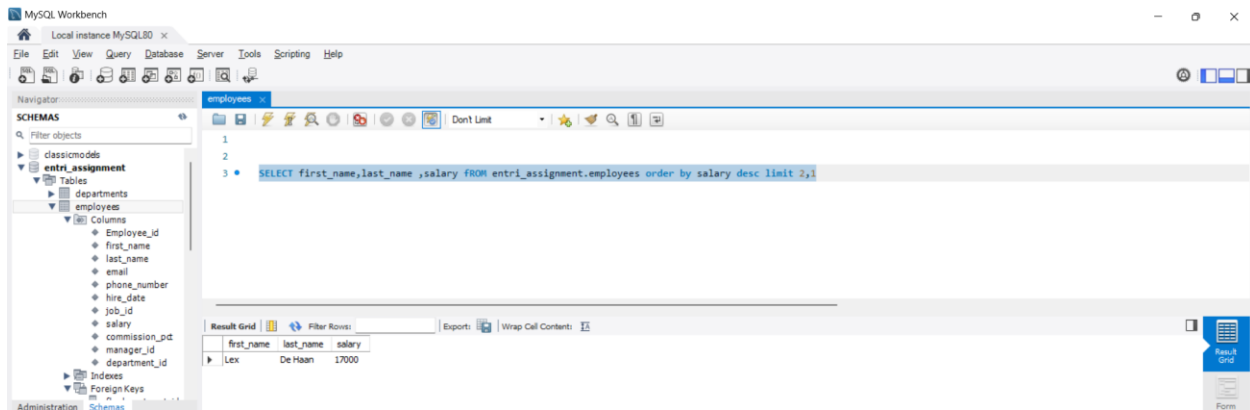 MySQL Workbench
Local instance MySQL80 ×
File Edit View Query Database Server Tools Scripting Help
Navigator
employees ×
SCHEMAS
Filter objects
Don't Limit
classicmodels
entri_assignment
Tables
departments
employees
Columns
Employee_id
first_name
last_name
email
phone_number
hire_date
job_id
salary
commission_pct
manager_id
department_id
Indexes
Foreign Keys
Administration Schemas
1
2
3 SELECT first_name,last_name ,salary fROM entri_assignment.employees order by salary desc limit 2,1
Result Grid Filter Rows: Export: Wrap Cell Content: IA
first_name last_name salary
Lex De Haan 17000
Result
Grid
Form